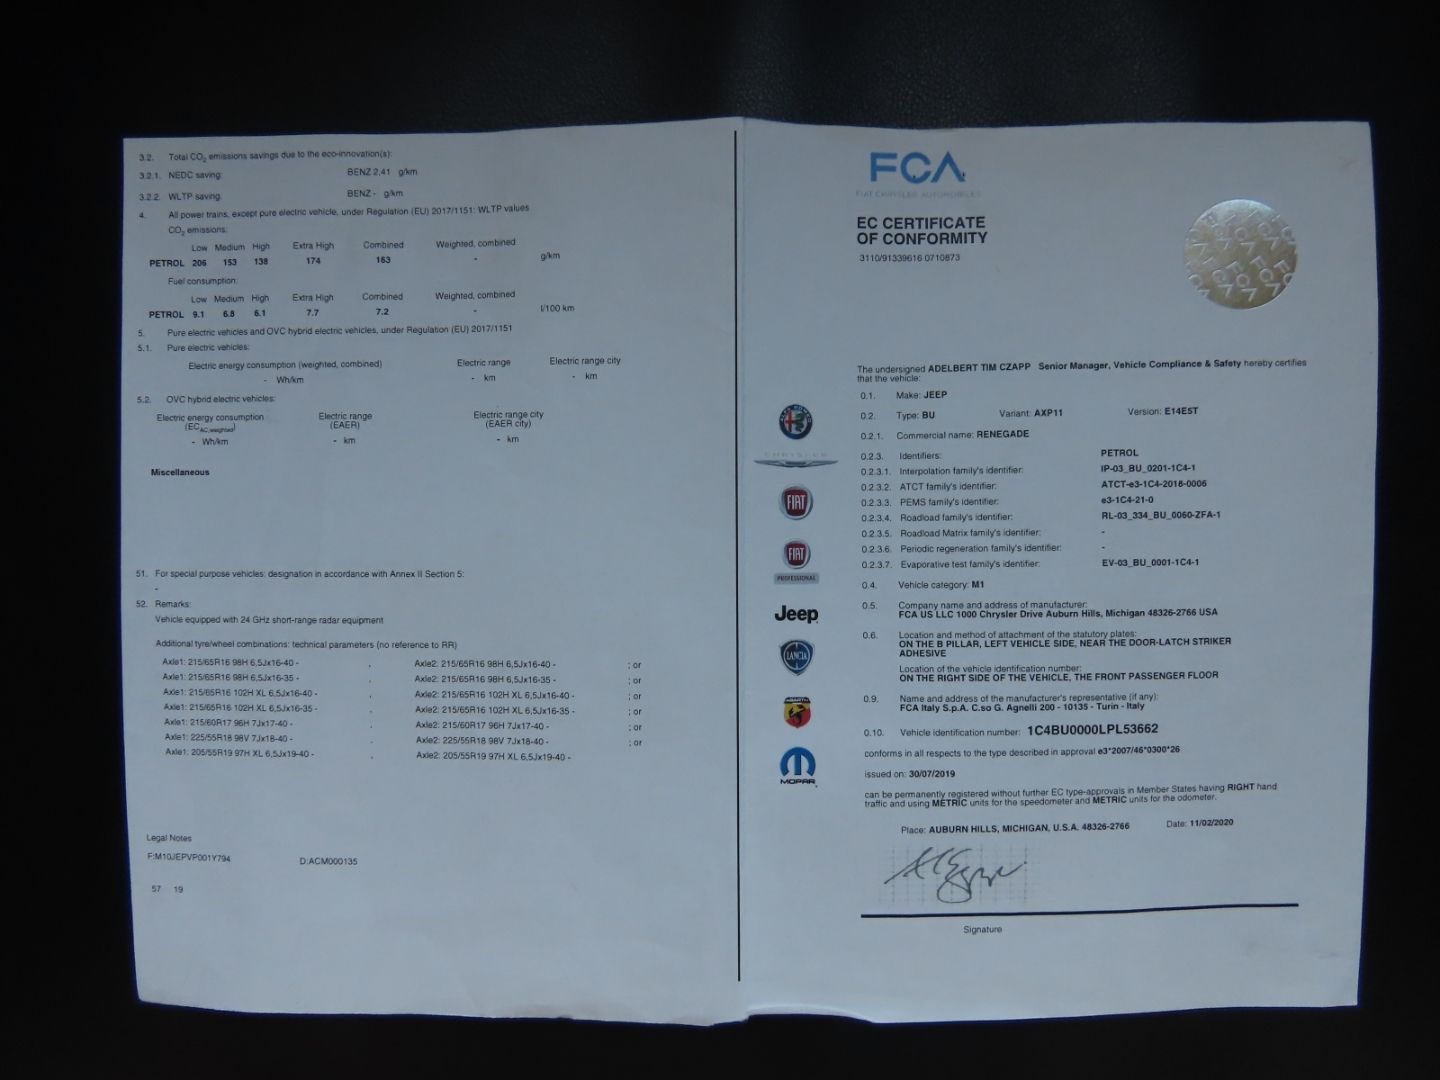 3.2. Total CO2 emissions savings due to the eco-innovation(s):
3.2.1. NEDC saving: BENZ 2,41 g/km
3.2.2. WLTP saving: BENZ - g/km
4. All power trains, except pure electric vehicle, under Regulation (EU) 2017/1151: WLTP values
CO2 emissions:
Low Medium High Extra High Combined Weighted, combined
PETROL 206 153 138 174 163 - g/km
Fuel consumption:
Low Medium High Extra High Combined Weighted, combined
PETROL 9.1 6.8 6.1 7.7 7.2 - l/100 km
5. Pure electric vehicles and OVC hybrid electric vehicles, under Regulation (EU) 2017/1151
5.1. Pure electric vehicles:
Electric energy consumption (weighted, combined) Electric range Electric range city
- Wh/km - km - km
5.2. OVC hybrid electric vehicles:
Electric energy consumption Electric range Electric range city
(ECAC,weighted) (EAER) (EAER city)
- Wh/km - km - km
Miscellaneous
51. For special purpose vehicles: designation in accordance with Annex II Section 5:
-
52. Remarks:
Vehicle equipped with 24 GHz short-range radar equipment
Additional tyre/wheel combinations: technical parameters (no reference to RR)
Axle1: 215/65R16 98H 6,5Jx16-40 - , Axle2: 215/65R16 98H 6,5Jx16-40 - ; or
Axle1: 215/65R16 98H 6,5Jx16-35 - , Axle2: 215/65R16 98H 6,5Jx16-35 - ; or
Axle1: 215/65R16 102H XL 6,5Jx16-40 - , Axle2: 215/65R16 102H XL 6,5Jx16-40 - ; or
Axle1: 215/65R16 102H XL 6,5Jx16-35 - , Axle2: 215/65R16 102H XL 6,5Jx16-35 - ; or
Axle1: 215/60R17 96H 7Jx17-40 - , Axle2: 215/60R17 96H 7Jx17-40 - ; or
Axle1: 225/55R18 98V 7Jx18-40 - , Axle2: 225/55R18 98V 7Jx18-40 - ; or
Axle1: 205/55R19 97H XL 6,5Jx19-40 - , Axle2: 205/55R19 97H XL 6,5Jx19-40 -
Legal Notes
F:M10JEPVP001Y794 D:ACM000135
57 19
FCA
FIAT CHRYSLER AUTOMOBILES
EC CERTIFICATE
OF CONFORMITY
3110/91339616 0710873
FCA
The undersigned ADELBERT TIM CZAPP Senior Manager, Vehicle Compliance & Safety hereby certifies
that the vehicle:
0.1. Make: JEEP
0.2. Type: BU Variant: AXP11 Version: E14E5T
0.2.1. Commercial name: RENEGADE
0.2.3. Identifiers: PETROL
0.2.3.1. Interpolation family's identifier: IP-03_BU_0201-1C4-1
0.2.3.2. ATCT family's identifier: ATCT-e3-1C4-2018-0006
0.2.3.3. PEMS family's identifier: e3-1C4-21-0
0.2.3.4. Roadload family's identifier: RL-03_334_BU_0060-ZFA-1
0.2.3.5. Roadload Matrix family's identifier: -
0.2.3.6. Periodic regeneration family's identifier: -
0.2.3.7. Evaporative test family's identifier: EV-03_BU_0001-1C4-1
0.4. Vehicle category: M1
0.5. Company name and address of manufacturer:
FCA US LLC 1000 Chrysler Drive Auburn Hills, Michigan 48326-2766 USA
0.6. Location and method of attachment of the statutory plates:
ON THE B PILLAR, LEFT VEHICLE SIDE, NEAR THE DOOR-LATCH STRIKER
ADHESIVE
Location of the vehicle identification number:
ON THE RIGHT SIDE OF THE VEHICLE, THE FRONT PASSENGER FLOOR
0.9. Name and address of the manufacturer's representative (if any):
FCA Italy S.p.A. C.so G. Agnelli 200 - 10135 - Turin - Italy
0.10. Vehicle identification number: 1C4BU0000LPL53662
conforms in all respects to the type described in approval e3*2007/46*0300*26
issued on: 30/07/2019
can be permanently registered without further EC type-approvals in Member States having RIGHT hand
traffic and using METRIC units for the speedometer and METRIC units for the odometer.
Place: AUBURN HILLS, MICHIGAN, U.S.A. 48326-2766 Date: 11/02/2020
Signature
CHRYSLER
FIAT
FIAT
PROFESSIONAL
Jeep
LANCIA
ABARTH
MOPAR